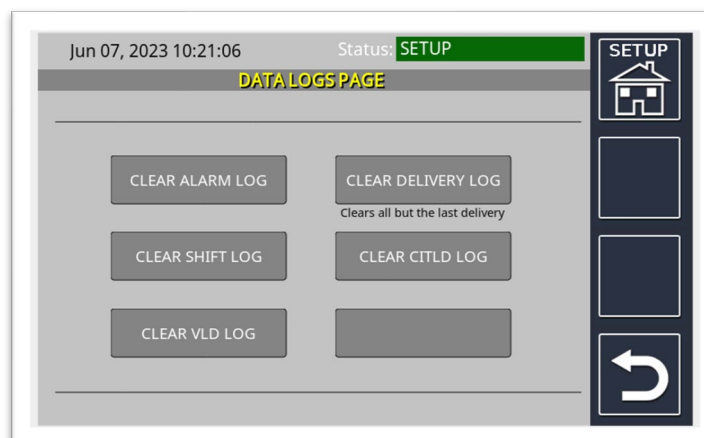 Jun 07, 2023 10:21:06 Status: SETUP
SETUP
DATA LOGS PAGE
CLEAR ALARM LOG
CLEAR DELIVERY LOG
Clears all but the last delivery
CLEAR SHIFT LOG
CLEAR CITLD LOG
CLEAR VLD LOG